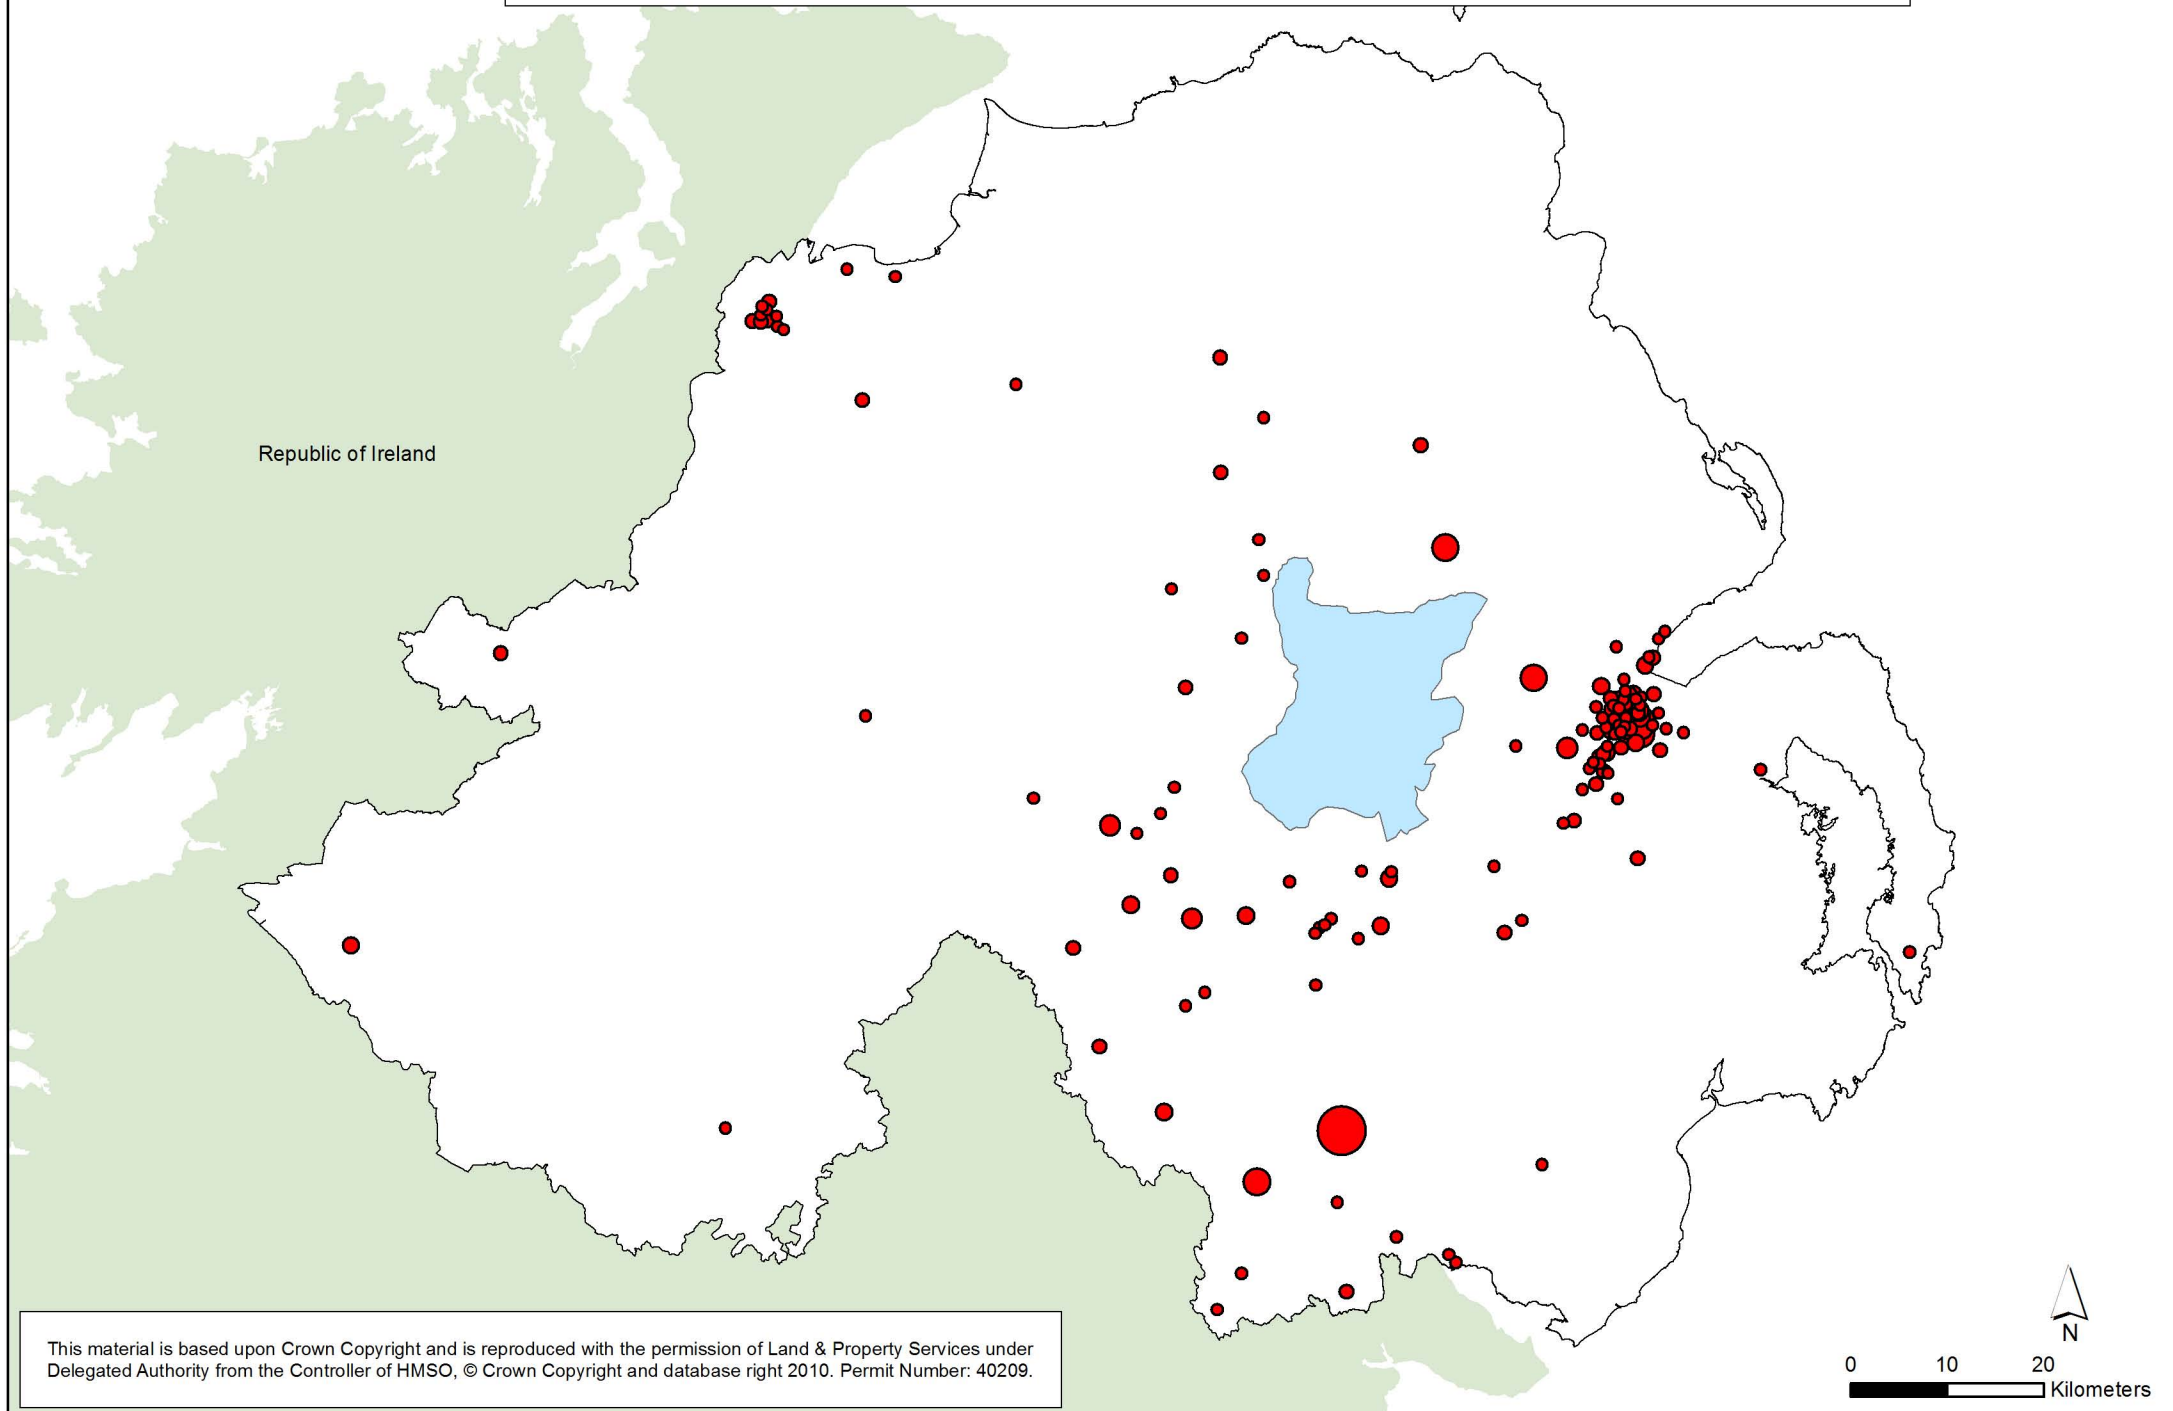 Republic of Ireland
This material is based upon Crown Copyright and is reproduced with the permission of Land & Property Services under
Delegated Authority from the Controller of HMSO, © Crown Copyright and database right 2010. Permit Number: 40209.
N
0 10 20
Kilometers